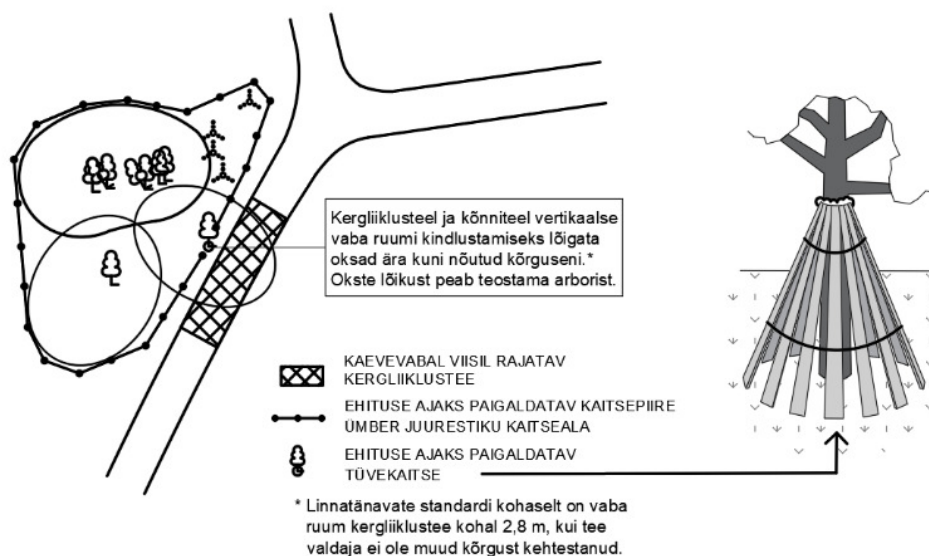 Kergliiklusteel ja kõnniteel vertikaalse
vaba ruumi kindlustamiseks lõigata
oksad ära kuni nõutud kõrguseni.*
Okste lõikust peab teostama arborist.
KAEVEVABAL VIISIL RAJATAV
KERGLIIKLUSTEE
EHITUSE AJAKS PAIGALDATAV KAITSEPIIRE
ÜMBER JUURESTIKU KAITSEALA
EHITUSE AJAKS PAIGALDATAV
TÜVEKAITSE
* Linnatänavate standardi kohaselt on vaba
ruum kergliiklustee kohal 2,8 m, kui tee
valdaja ei ole muud kõrgust kehtestanud.